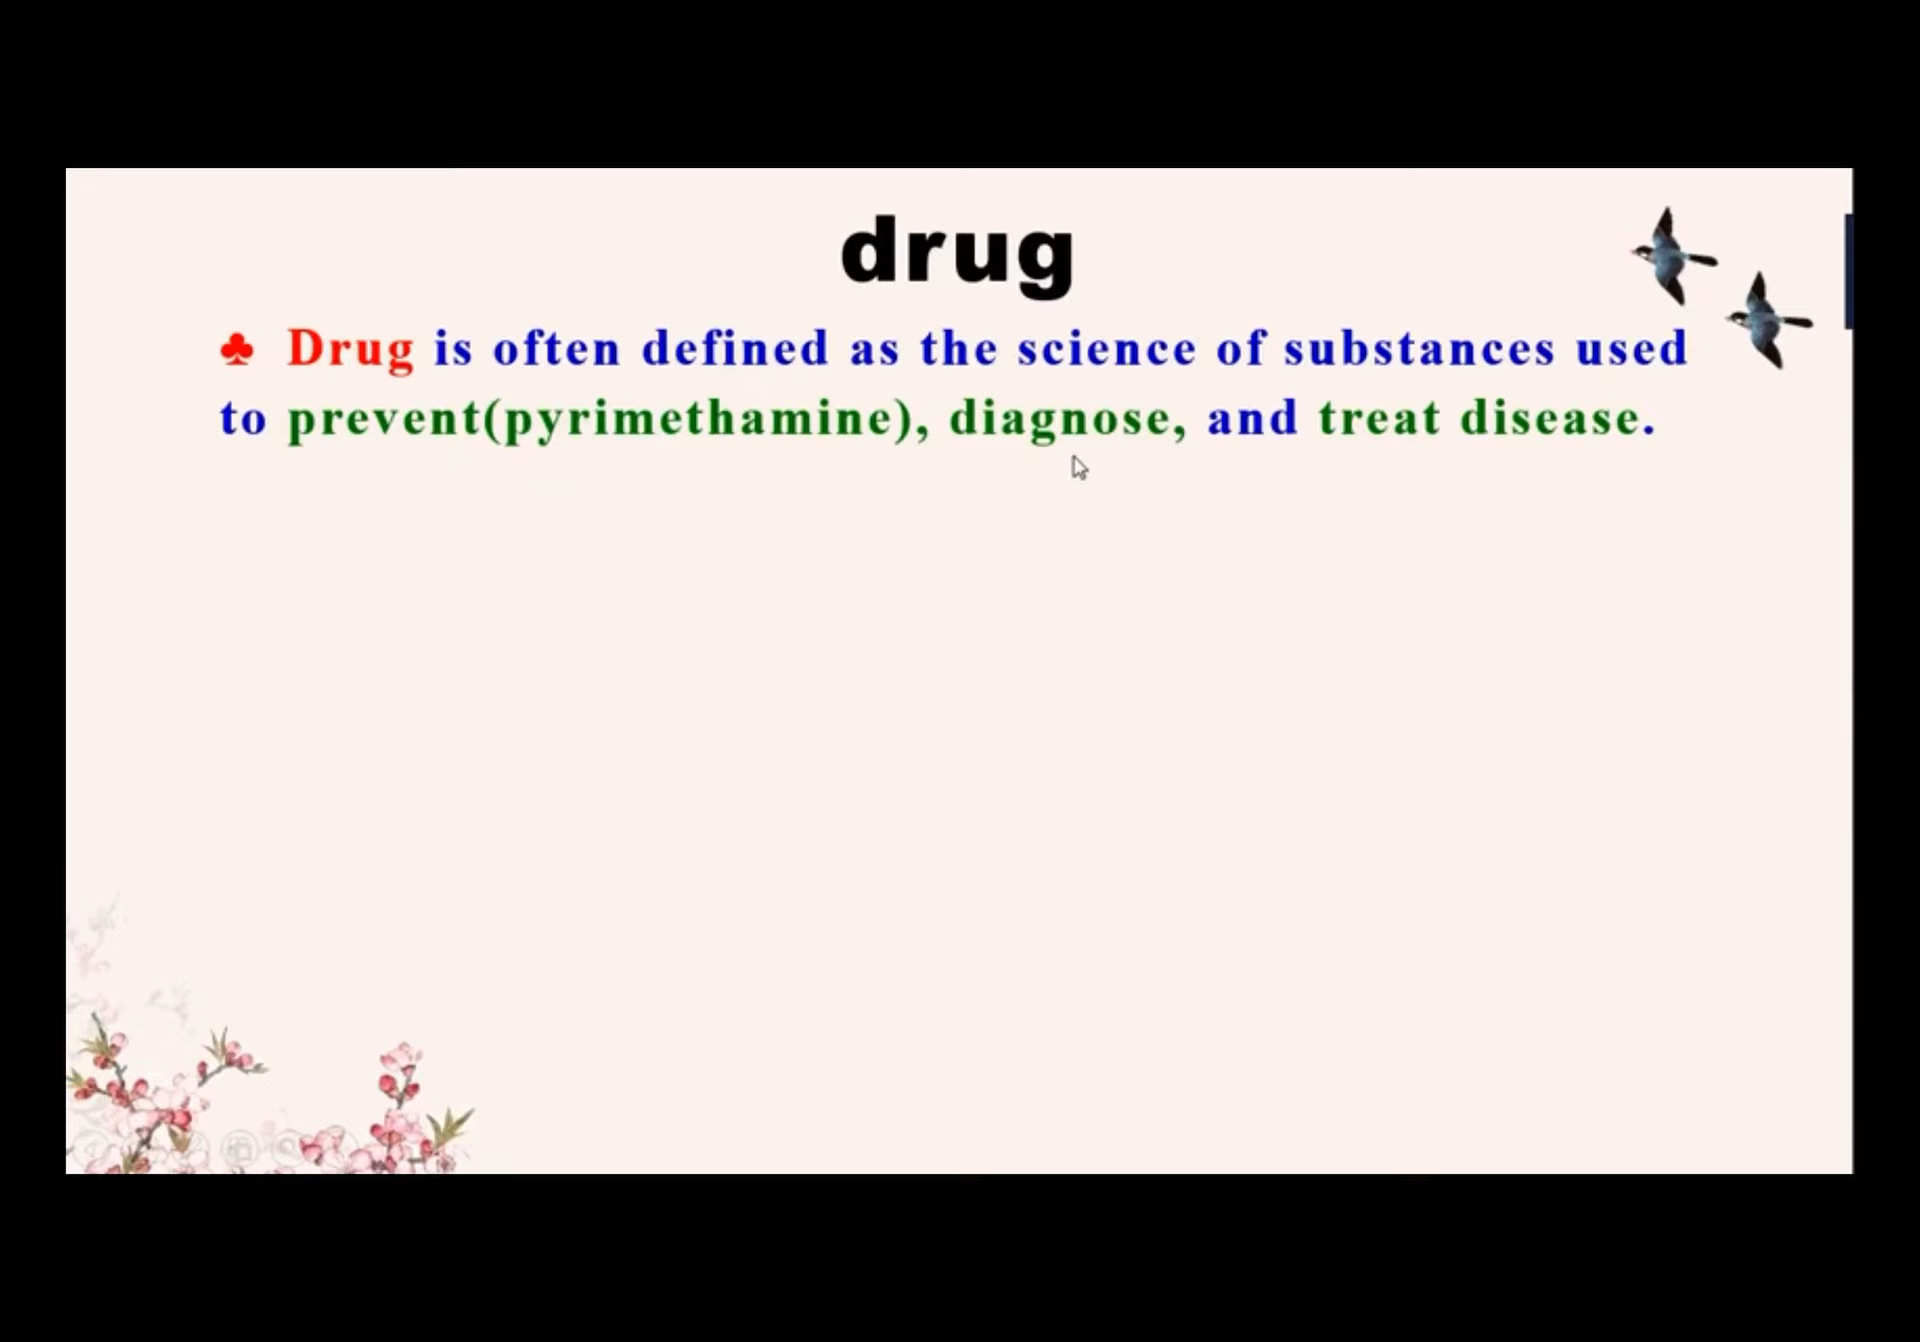 drug
♣ Drug is often defined as the science of substances used
to prevent(pyrimethamine), diagnose, and treat disease.